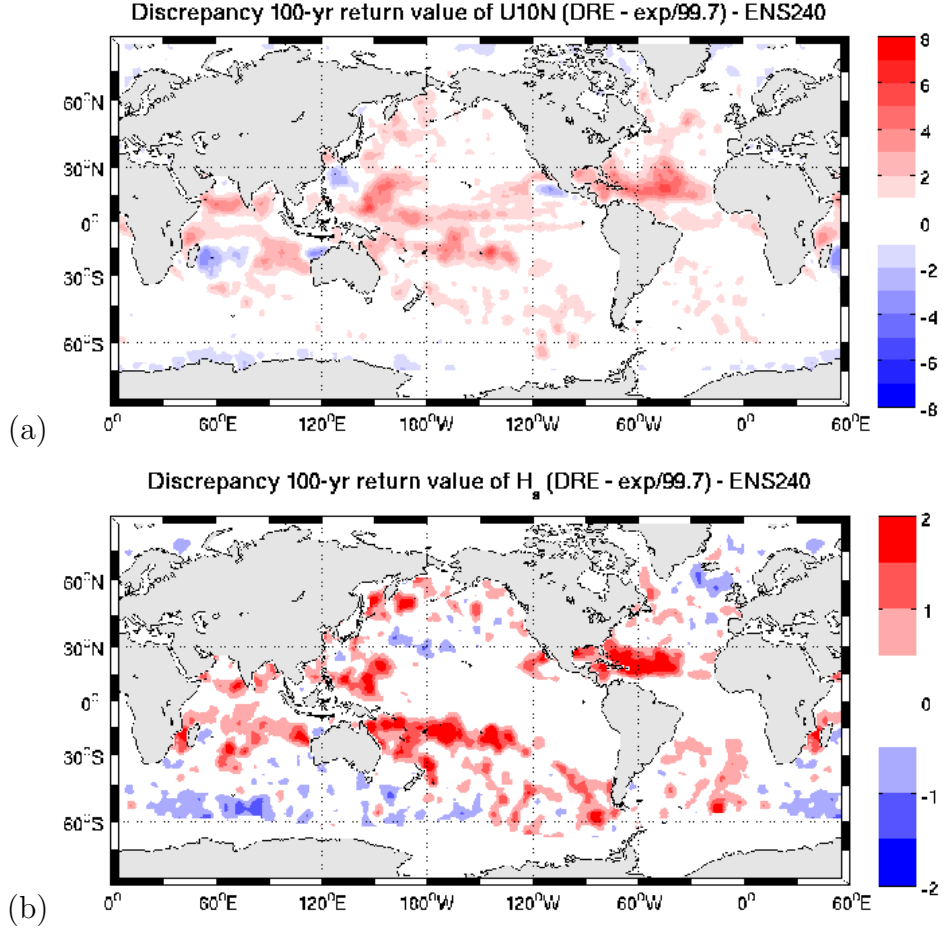 Discrepancy 100-yr return value of U10N (DRE - exp/99.7) - ENS240
60°N
30°N
0°
30°S
60°S
0° 60°E 120°E 180°W 120°W 60°W 0° 60°E
8
6
4
2
0
-2
-4
-6
-8
(a)
Discrepancy 100-yr return value of Hs (DRE - exp/99.7) - ENS240
60°N
30°N
0°
30°S
60°S
0° 60°E 120°E 180°W 120°W 60°W 0° 60°E
2
1
0
-1
-2
(b)